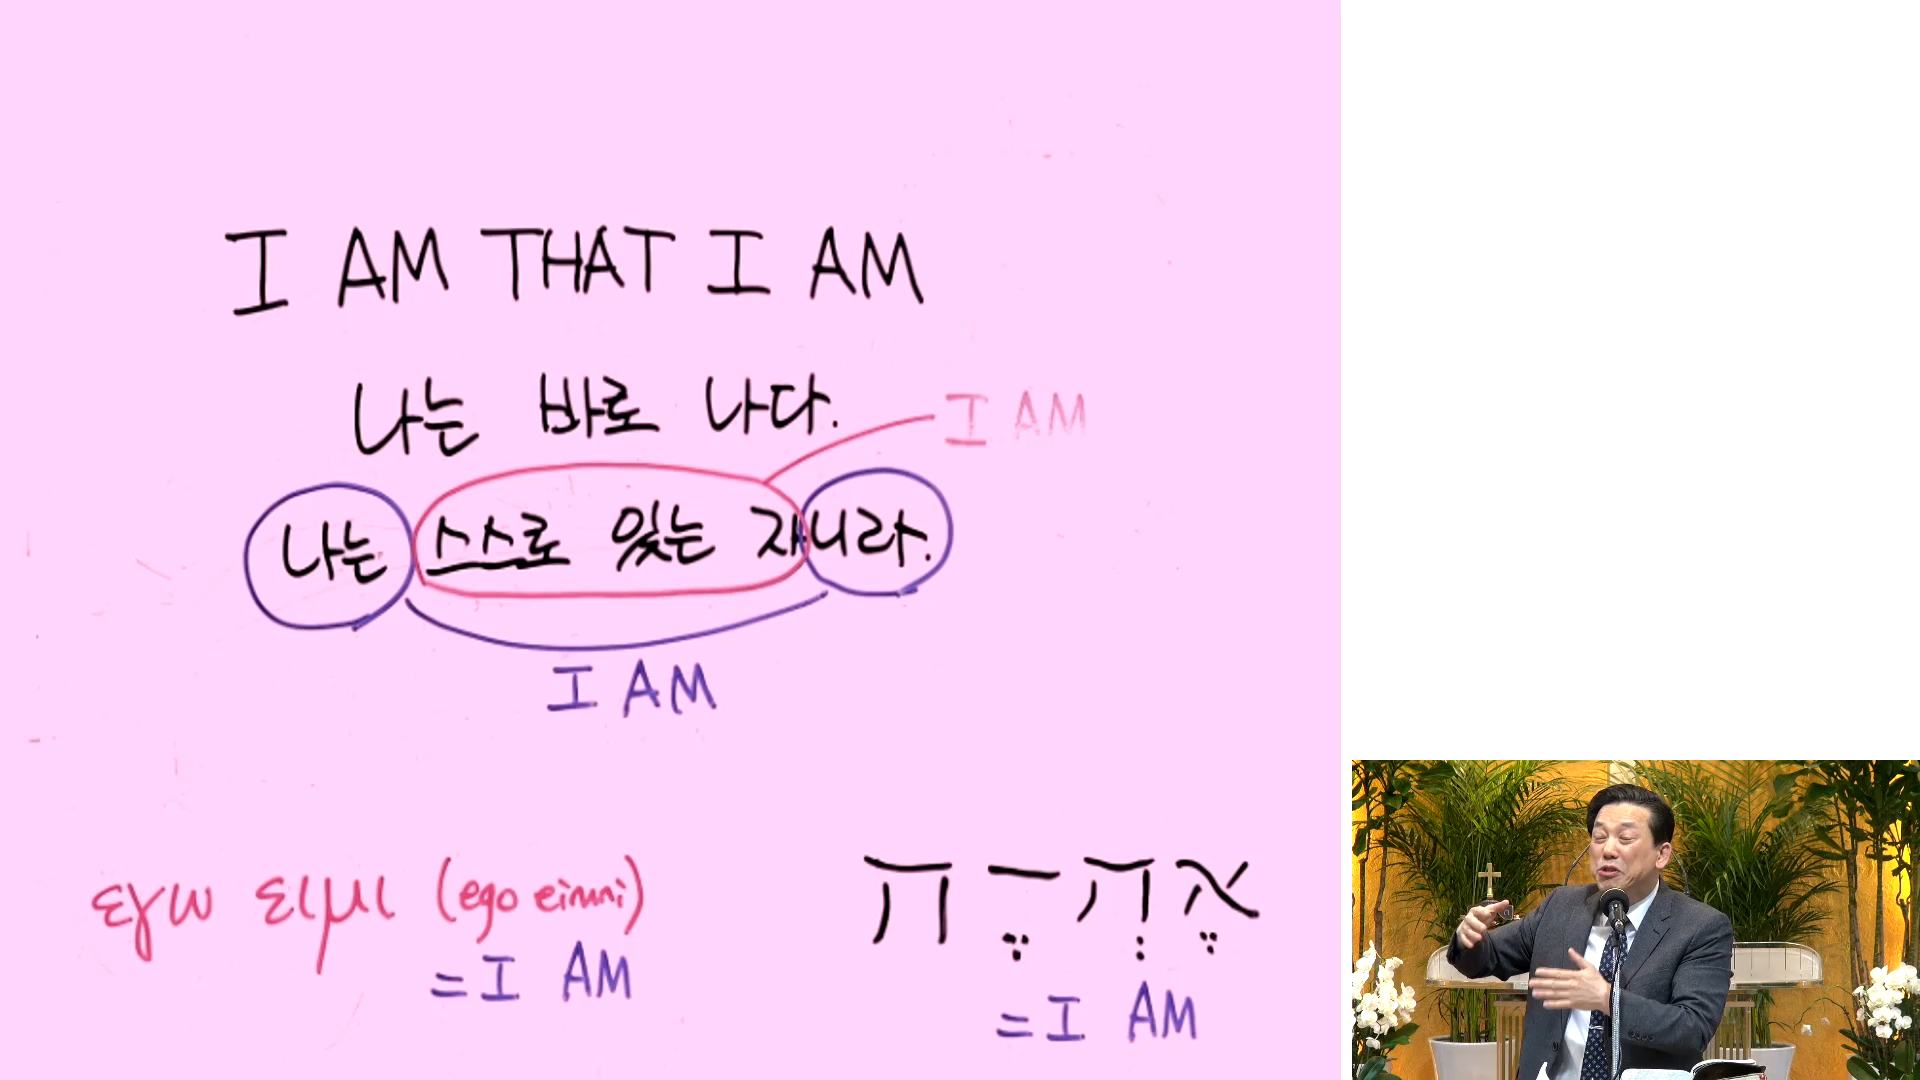 I AM THAT I AM
나는 바로 나다.
I AM
나는 스스로 있는 자니라.
I AM
εγω ειμι (ego eimi)
= I AM
אֶהְיֶה
= I AM